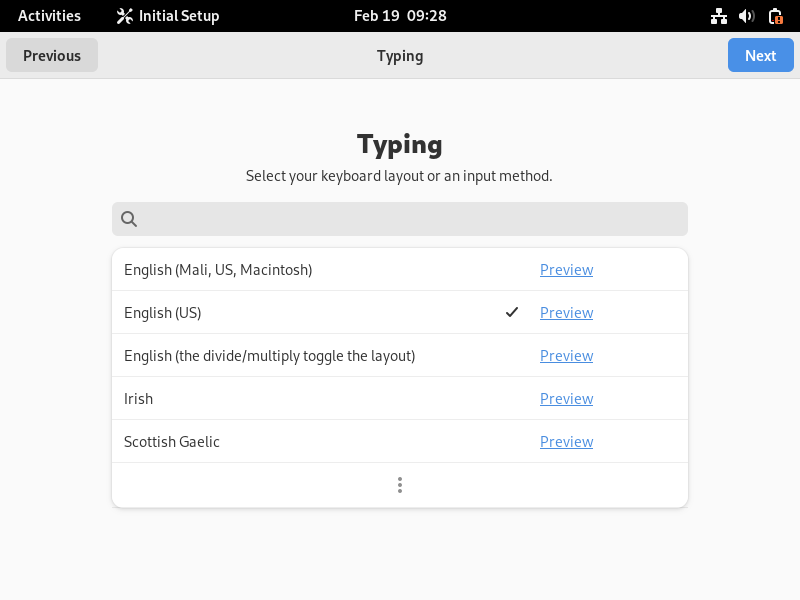 Activities Initial Setup Feb 19 09:28
Previous Typing Next
Typing
Select your keyboard layout or an input method.
English (Mali, US, Macintosh) Preview
English (US) Preview
English (the divide/multiply toggle the layout) Preview
Irish Preview
Scottish Gaelic Preview